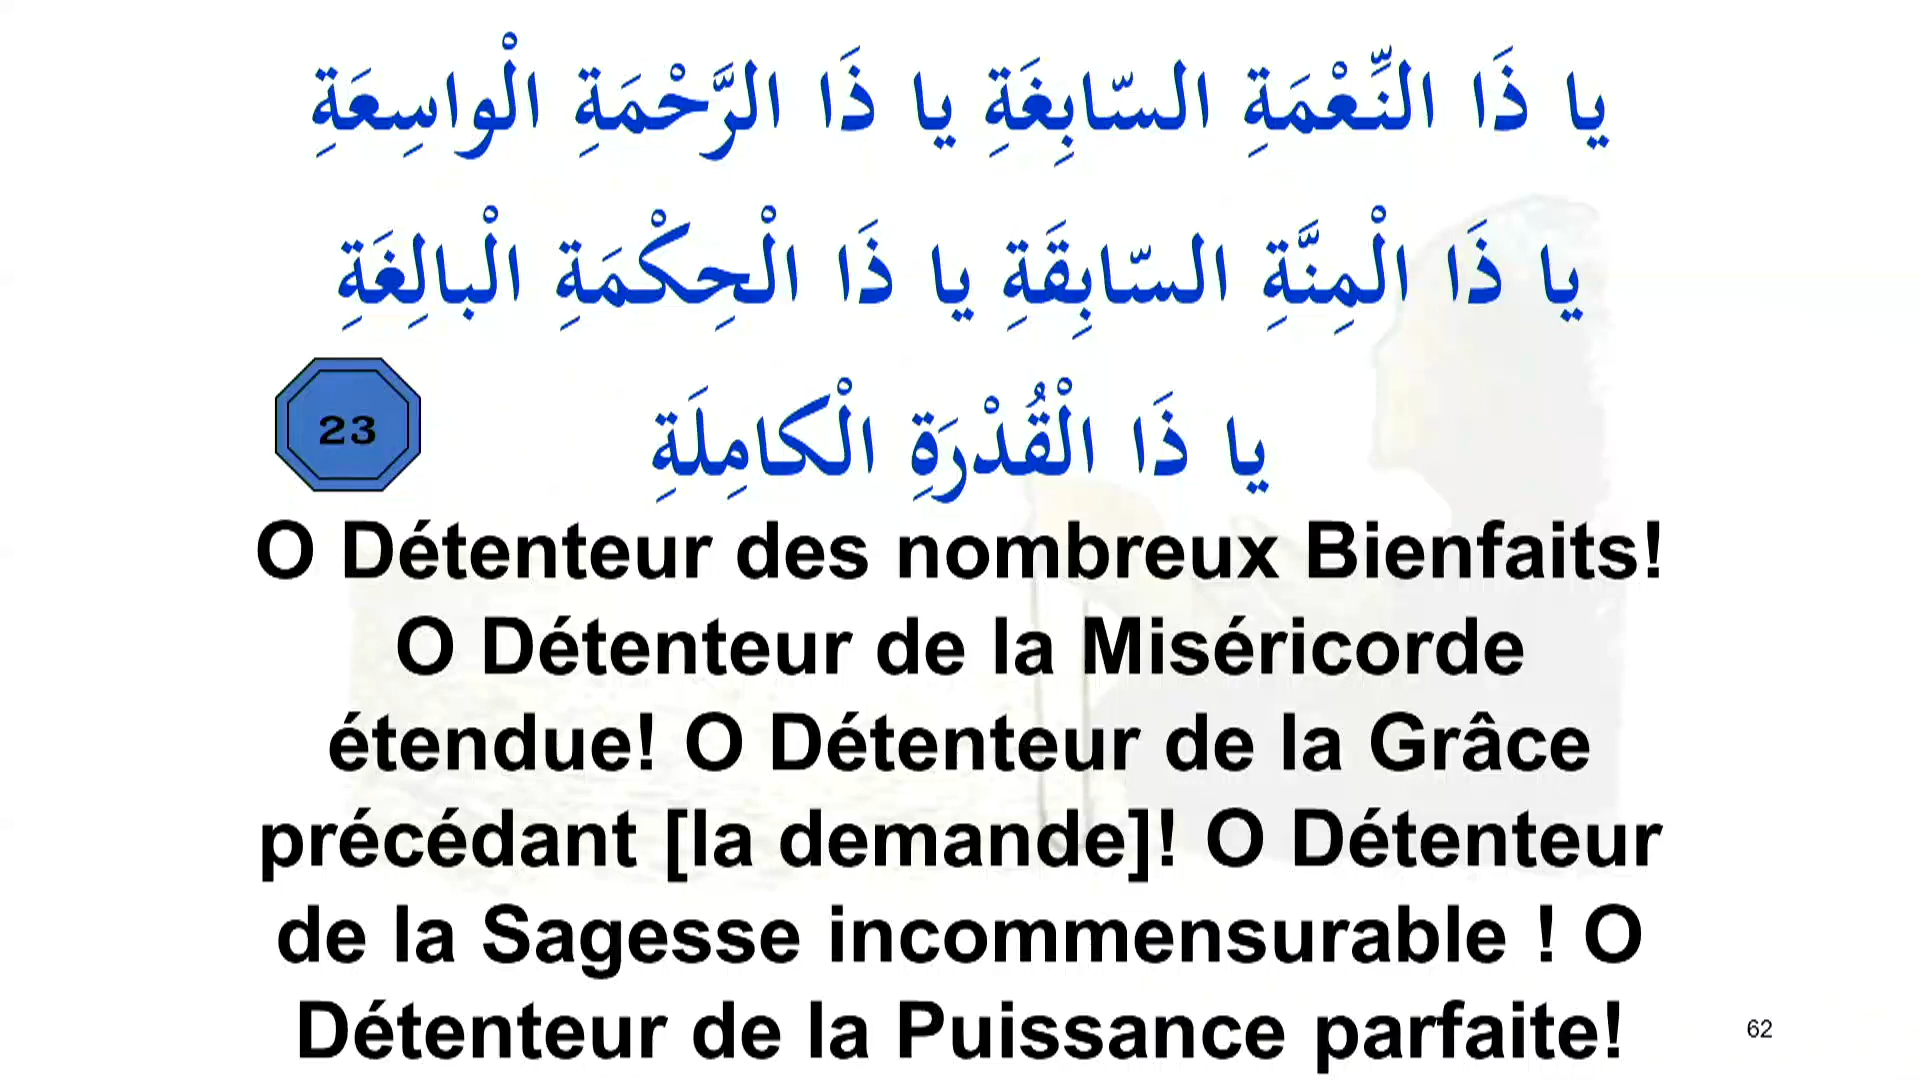 يا ذَا النِّعْمَةِ السّابِغَةِ يا ذَا الرَّحْمَةِ الْواسِعَةِ
يا ذَا الْمِنَّةِ السّابِقَةِ يا ذَا الْحِكْمَةِ الْبالِغَةِ
يا ذَا الْقُدْرَةِ الْكامِلَةِ
23
O Détenteur des nombreux Bienfaits!
O Détenteur de la Miséricorde
étendue! O Détenteur de la Grâce
précédant [la demande]! O Détenteur
de la Sagesse incommensurable ! O
Détenteur de la Puissance parfaite!
62